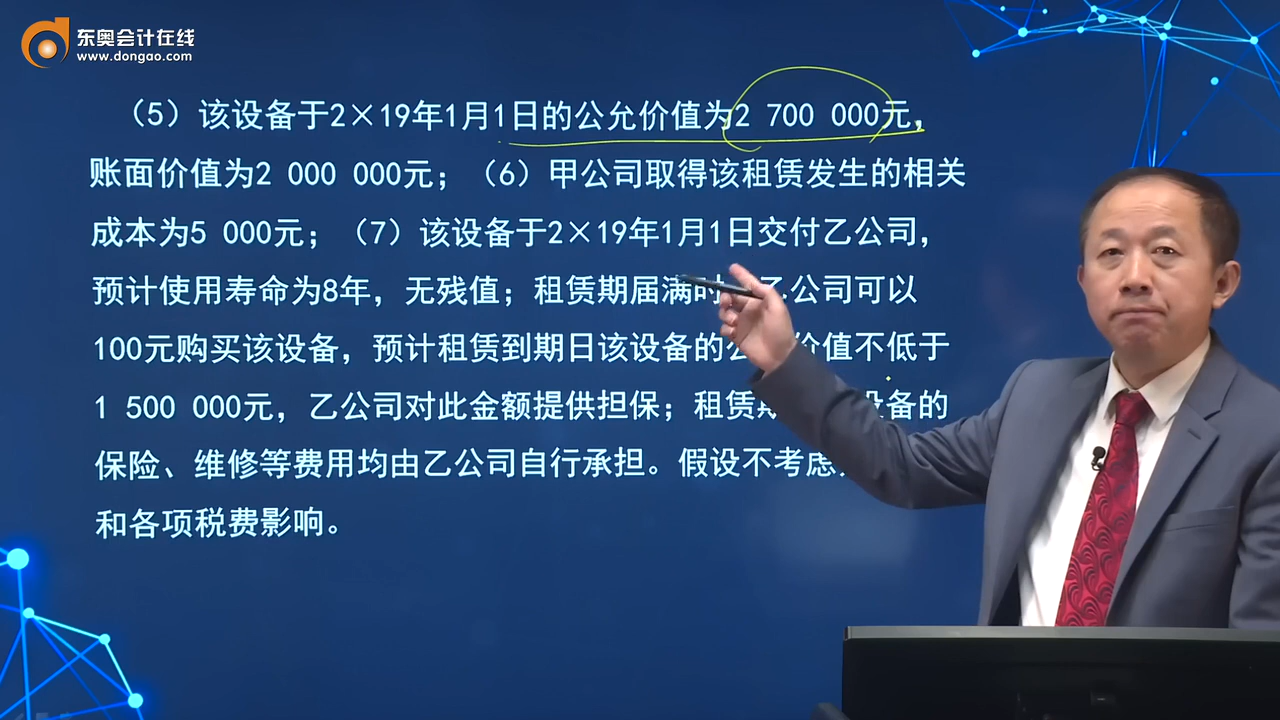 东奥会计在线
www.dongao.com
（5）该设备于2×19年1月1日的公允价值为2 700 000元，
账面价值为2 000 000元；（6）甲公司取得该租赁发生的相关
成本为5 000元；（7）该设备于2×19年1月1日交付乙公司，
预计使用寿命为8年，无残值；租赁期届满时 乙公司可以
100元购买该设备，预计租赁到期日该设备的公 价值不低于
1 500 000元，乙公司对此金额提供担保；租赁期 设备的
保险、维修等费用均由乙公司自行承担。假设不考虑
和各项税费影响。